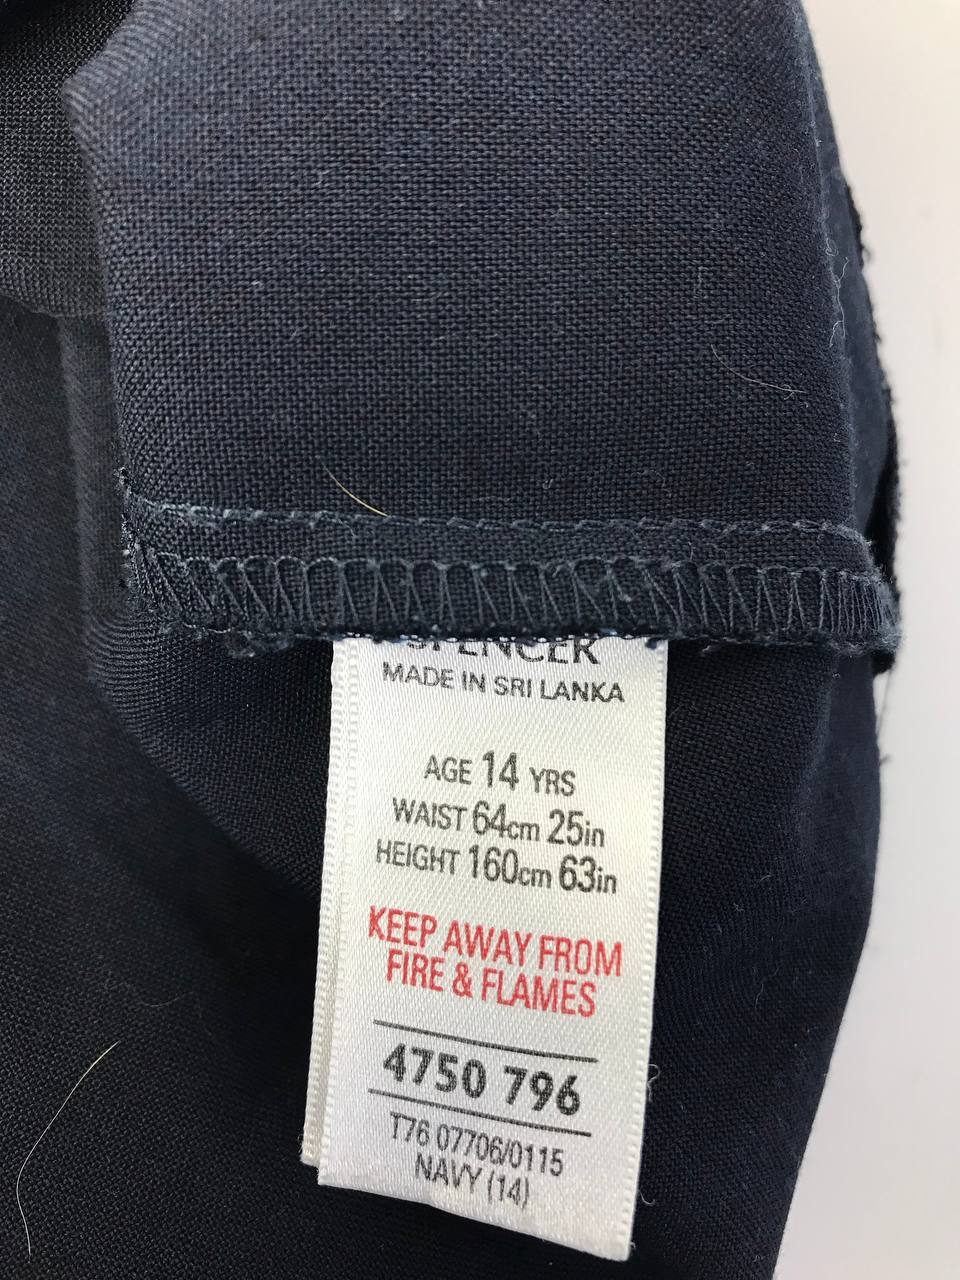 SPENCER
MADE IN SRI LANKA
AGE 14 YRS
WAIST 64cm 25in
HEIGHT 160cm 63in
KEEP AWAY FROM
FIRE & FLAMES
4750 796
T76 07706/0115
NAVY (14)